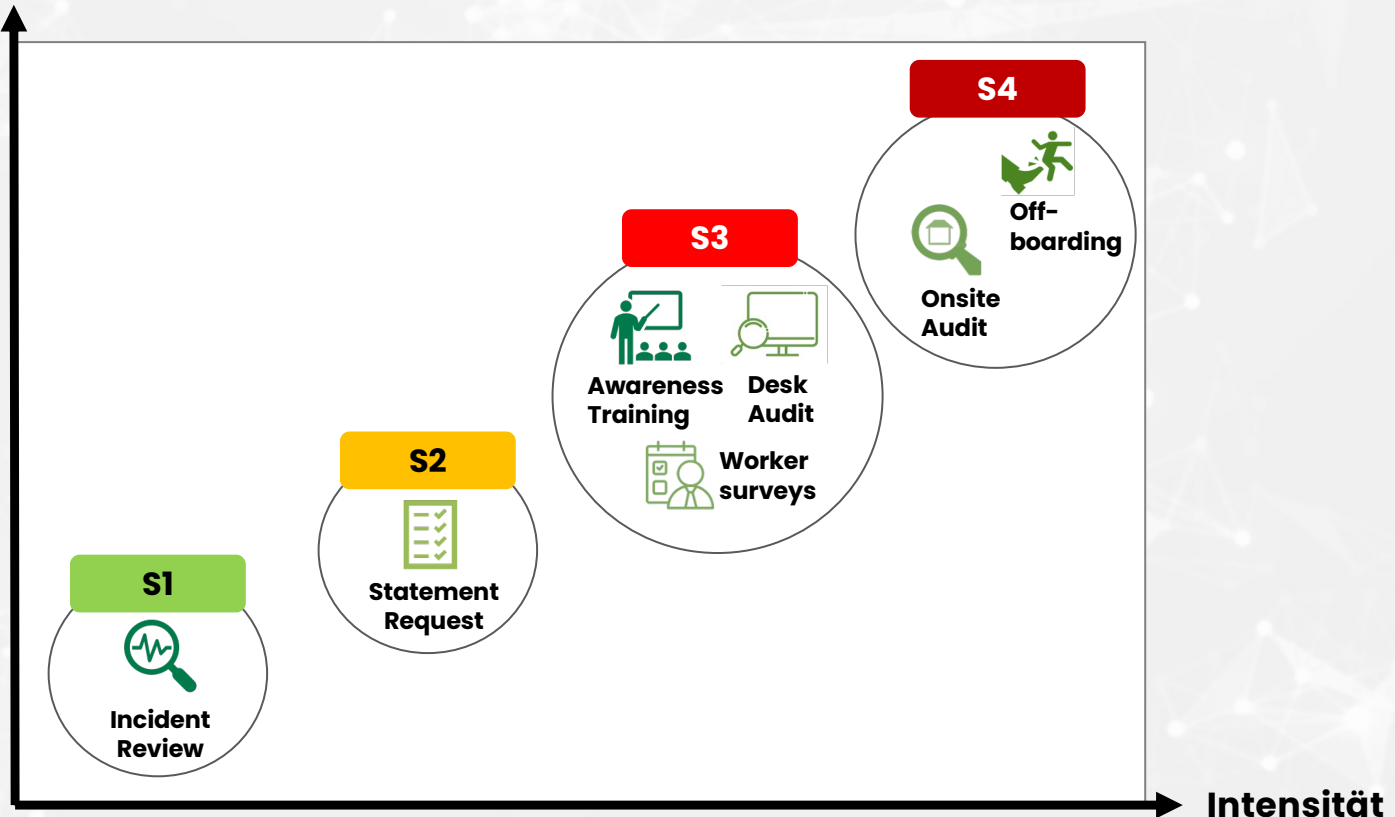 S4
Off-
boarding
Onsite
Audit
S3
Awareness
Training
Desk
Audit
Worker
surveys
S2
Statement
Request
S1
Incident
Review
Intensität